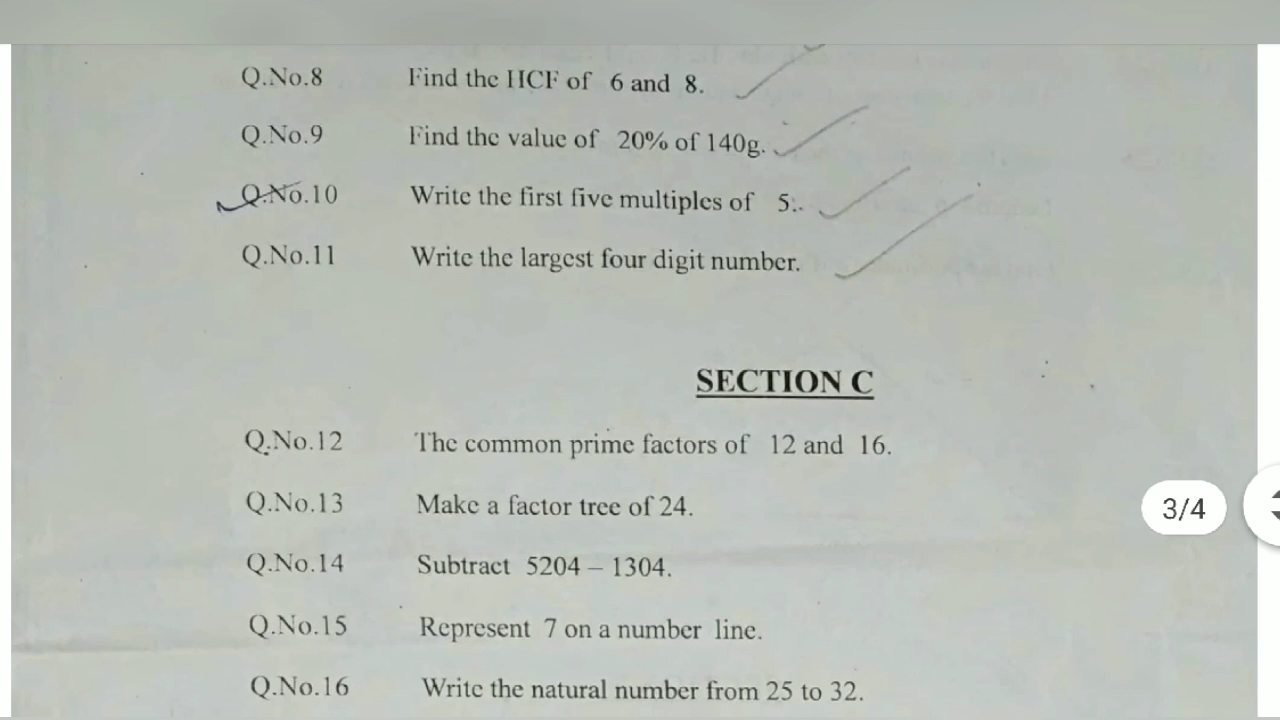 Q.No.8 Find the HCF of 6 and 8.
Q.No.9 Find the value of 20% of 140g.
Q.No.10 Write the first five multiples of 5.
Q.No.11 Write the largest four digit number.
SECTION C
Q.No.12 The common prime factors of 12 and 16.
Q.No.13 Make a factor tree of 24.
3/4
Q.No.14 Subtract 5204 – 1304.
Q.No.15 Represent 7 on a number line.
Q.No.16 Write the natural number from 25 to 32.